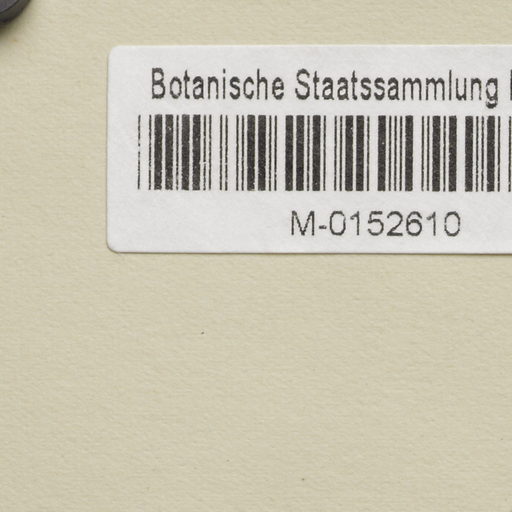 Botanische Staatssammlung
M-0152610